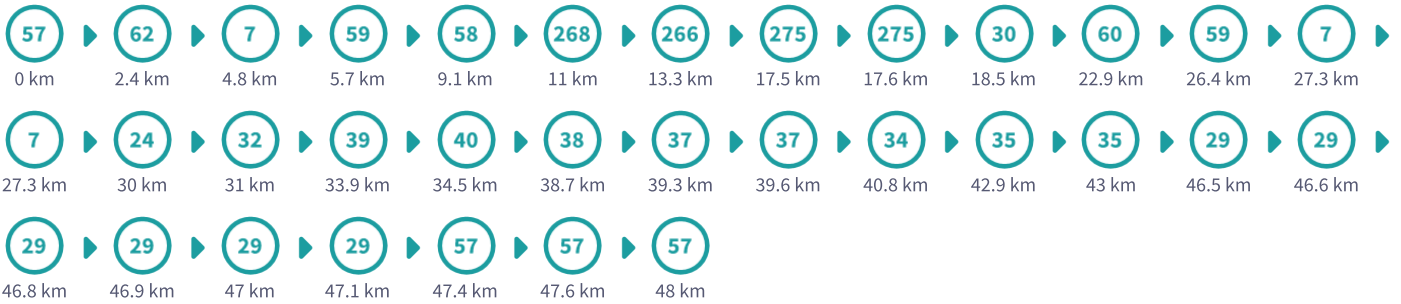 57 62 7 59 58 268 266 275 275 30 60 59 7
0 km 2.4 km 4.8 km 5.7 km 9.1 km 11 km 13.3 km 17.5 km 17.6 km 18.5 km 22.9 km 26.4 km 27.3 km
7 24 32 39 40 38 37 37 34 35 35 29 29
27.3 km 30 km 31 km 33.9 km 34.5 km 38.7 km 39.3 km 39.6 km 40.8 km 42.9 km 43 km 46.5 km 46.6 km
29 29 29 29 57 57 57
46.8 km 46.9 km 47 km 47.1 km 47.4 km 47.6 km 48 km